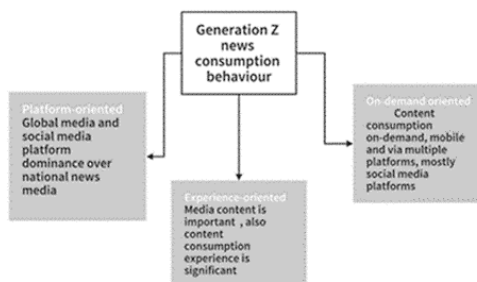 Generation Z
news
consumption
behaviour
Platform-oriented
Global media and
social media
platform
dominance over
national news
media
Experience-oriented
Media content is
important , also
content
consumption
experience is
significant
On-demand oriented
Content
consumption
on-demand, mobile
and via multiple
platforms, mostly
social media
platforms